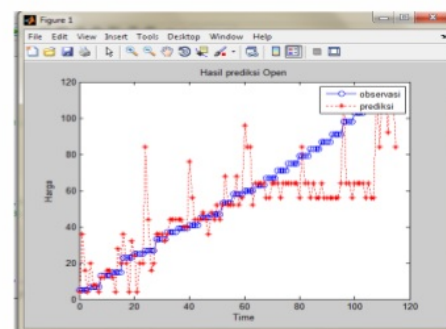 Figure 1
File Edit View Insert Tools Desktop Window Help
Hasil prediksi Open
120
100
80
60
40
20
0
Harga
observasi
prediksi
0 20 40 60 80 100 120
Time